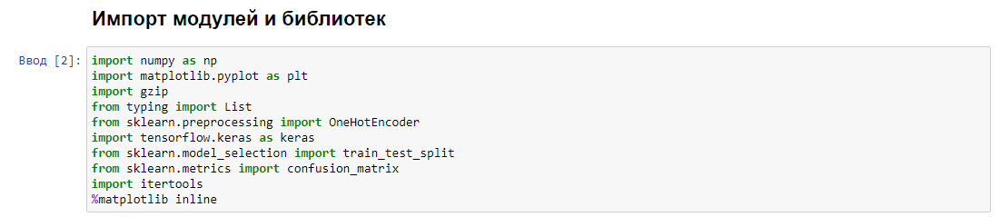 Импорт модулей и библиотек
Ввод [2]:
import numpy as np
import matplotlib.pyplot as plt
import gzip
from typing import List
from sklearn.preprocessing import OneHotEncoder
import tensorflow.keras as keras
from sklearn.model_selection import train_test_split
from sklearn.metrics import confusion_matrix
import itertools
%matplotlib inline